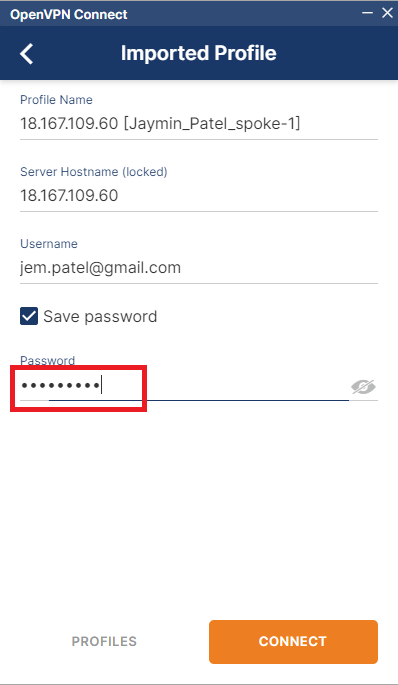 OpenVPN Connect
Imported Profile
Profile Name
18.167.109.60 [Jaymin_Patel_spoke-1]
Server Hostname (locked)
18.167.109.60
Username
jem.patel@gmail.com
Save password
Password
•••••••••
PROFILES
CONNECT